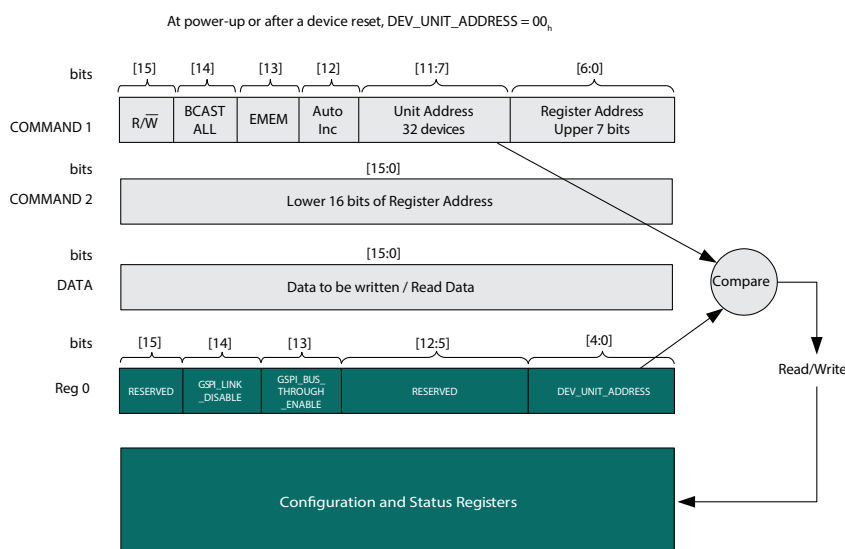 At power-up or after a device reset, DEV_UNIT_ADDRESS = 00h
bits [15] [14] [13] [12] [11:7] [6:0]
COMMAND 1
R/W̅
BCAST
ALL
EMEM
Auto
Inc
Unit Address
32 devices
Register Address
Upper 7 bits
bits [15:0]
COMMAND 2
Lower 16 bits of Register Address
bits [15:0]
DATA
Data to be written / Read Data
Compare
bits [15] [14] [13] [12:5] [4:0]
Reg 0
RESERVED
GSPI_LINK
_DISABLE
GSPI_BUS_
THROUGH
_ENABLE
RESERVED
DEV_UNIT_ADDRESS
Read/Write
Configuration and Status Registers